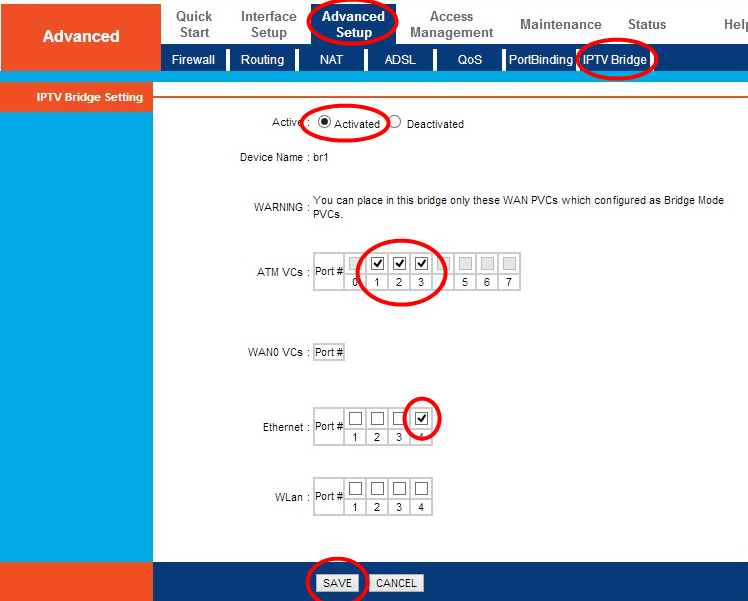 Advanced
Quick Start
Interface Setup
Advanced Setup
Access Management
Maintenance
Status
Help
Firewall
Routing
NAT
ADSL
QoS
PortBinding
IPTV Bridge
IPTV Bridge Setting
Active : Activated Deactivated
Device Name : br1
WARNING : You can place in this bridge only these WAN PVCs which configured as Bridge Mode
PVCs.
ATM VCs : Port #
0 1 2 3 5 6 7
WAN0 VCs : Port #
Ethernet : Port #
1 2 3 4
WLan : Port #
1 2 3 4
SAVE CANCEL